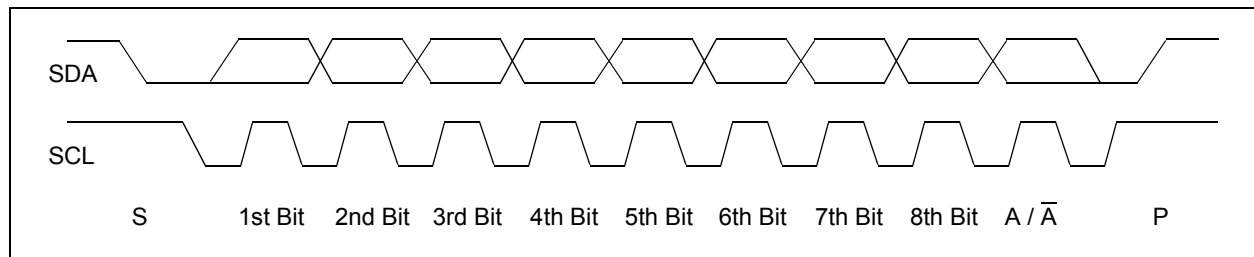 SDA
SCL
S 1st Bit 2nd Bit 3rd Bit 4th Bit 5th Bit 6th Bit 7th Bit 8th Bit A / A̅ P